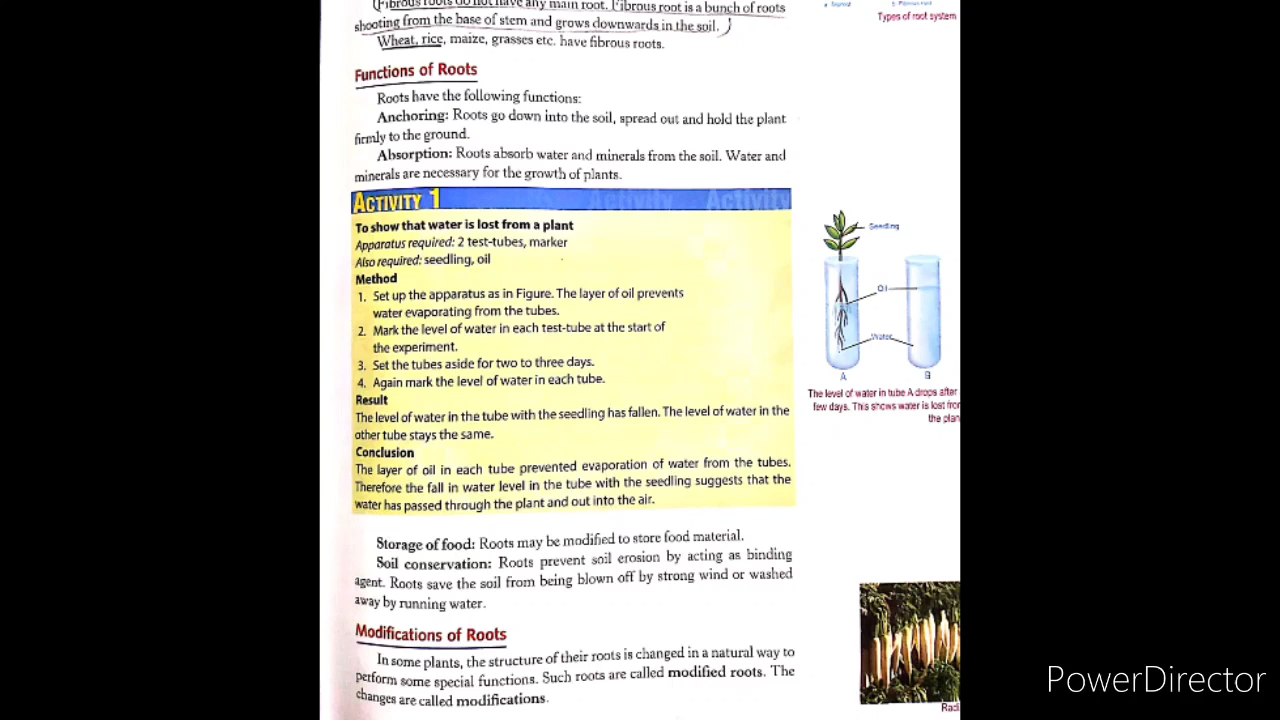 (Fibrous roots do not have any main root. Fibrous root is a bunch of roots
shooting from the base of stem and grows downwards in the soil.)
Wheat, rice, maize, grasses etc. have fibrous roots.
Types of root system
Functions of Roots
Roots have the following functions:
Anchoring: Roots go down into the soil, spread out and hold the plant
firmly to the ground.
Absorption: Roots absorb water and minerals from the soil. Water and
minerals are necessary for the growth of plants.
ACTIVITY 1
Activity Activity
To show that water is lost from a plant
Apparatus required: 2 test-tubes, marker
Also required: seedling, oil
Method
1. Set up the apparatus as in Figure. The layer of oil prevents
water evaporating from the tubes.
2. Mark the level of water in each test-tube at the start of
the experiment.
3. Set the tubes aside for two to three days.
4. Again mark the level of water in each tube.
Result
The level of water in the tube with the seedling has fallen. The level of water in the
other tube stays the same.
Conclusion
The layer of oil in each tube prevented evaporation of water from the tubes.
Therefore the fall in water level in the tube with the seedling suggests that the
water has passed through the plant and out into the air.
Seedling
Oil
Water
A
B
The level of water in tube A drops after
few days. This shows water is lost from
the plan
Storage of food: Roots may be modified to store food material.
Soil conservation: Roots prevent soil erosion by acting as binding
agent. Roots save the soil from being blown off by strong wind or washed
away by running water.
Modifications of Roots
In some plants, the structure of their roots is changed in a natural way to
perform some special functions. Such roots are called modified roots. The
changes are called modifications.
Radi
PowerDirector